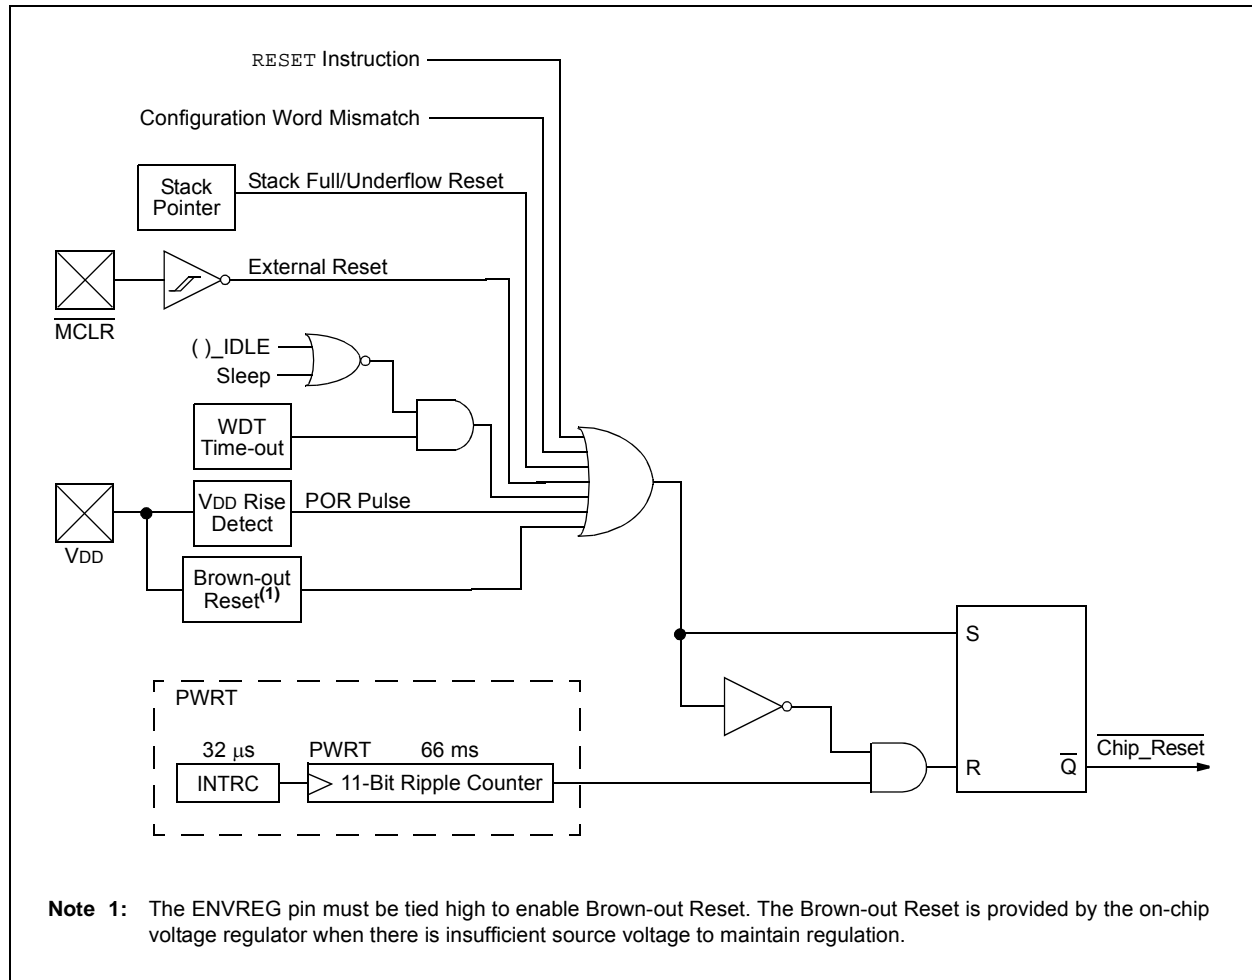 RESET Instruction
Configuration Word Mismatch
Stack
Pointer
Stack Full/Underflow Reset
External Reset
MCLR
( )_IDLE
Sleep
WDT
Time-out
VDD Rise
Detect
POR Pulse
VDD
Brown-out
Reset(1)
S
PWRT
32 μs
PWRT
66 ms
INTRC
11-Bit Ripple Counter
R
Q
Chip_Reset
Note 1: The ENVREG pin must be tied high to enable Brown-out Reset. The Brown-out Reset is provided by the on-chip
voltage regulator when there is insufficient source voltage to maintain regulation.